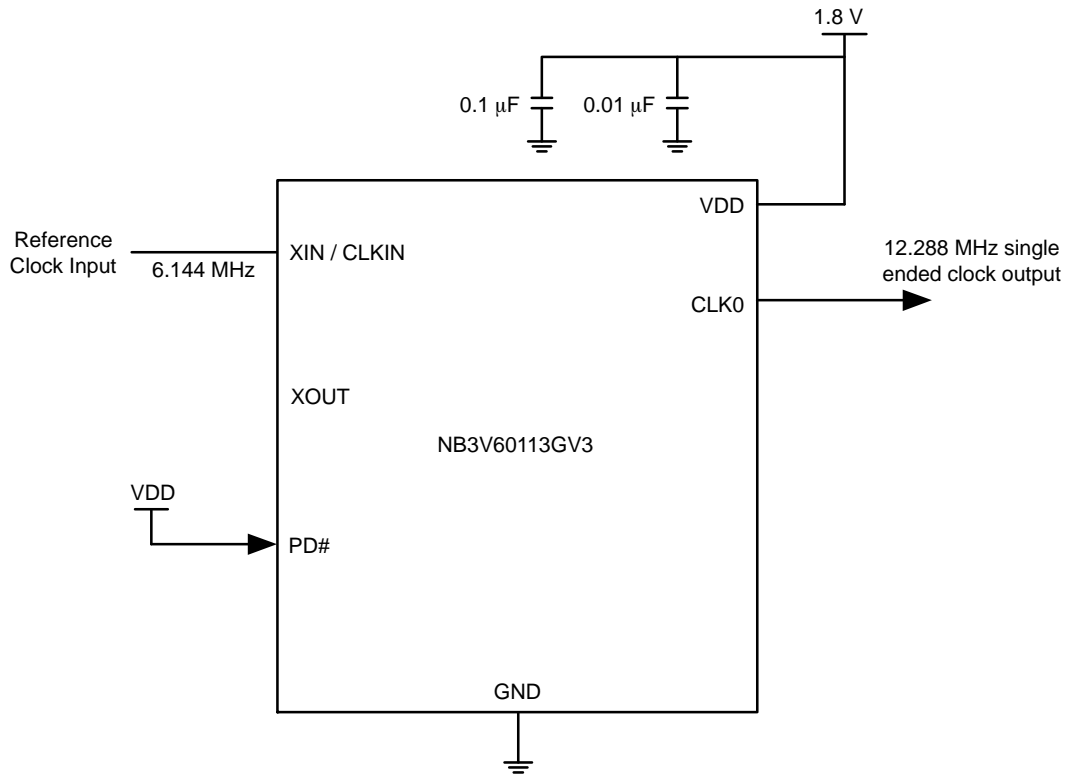 1.8 V
0.1 μF
0.01 μF
VDD
Reference
Clock Input
6.144 MHz
XIN / CLKIN
12.288 MHz single
ended clock output
CLK0
XOUT
NB3V60113GV3
VDD
PD#
GND